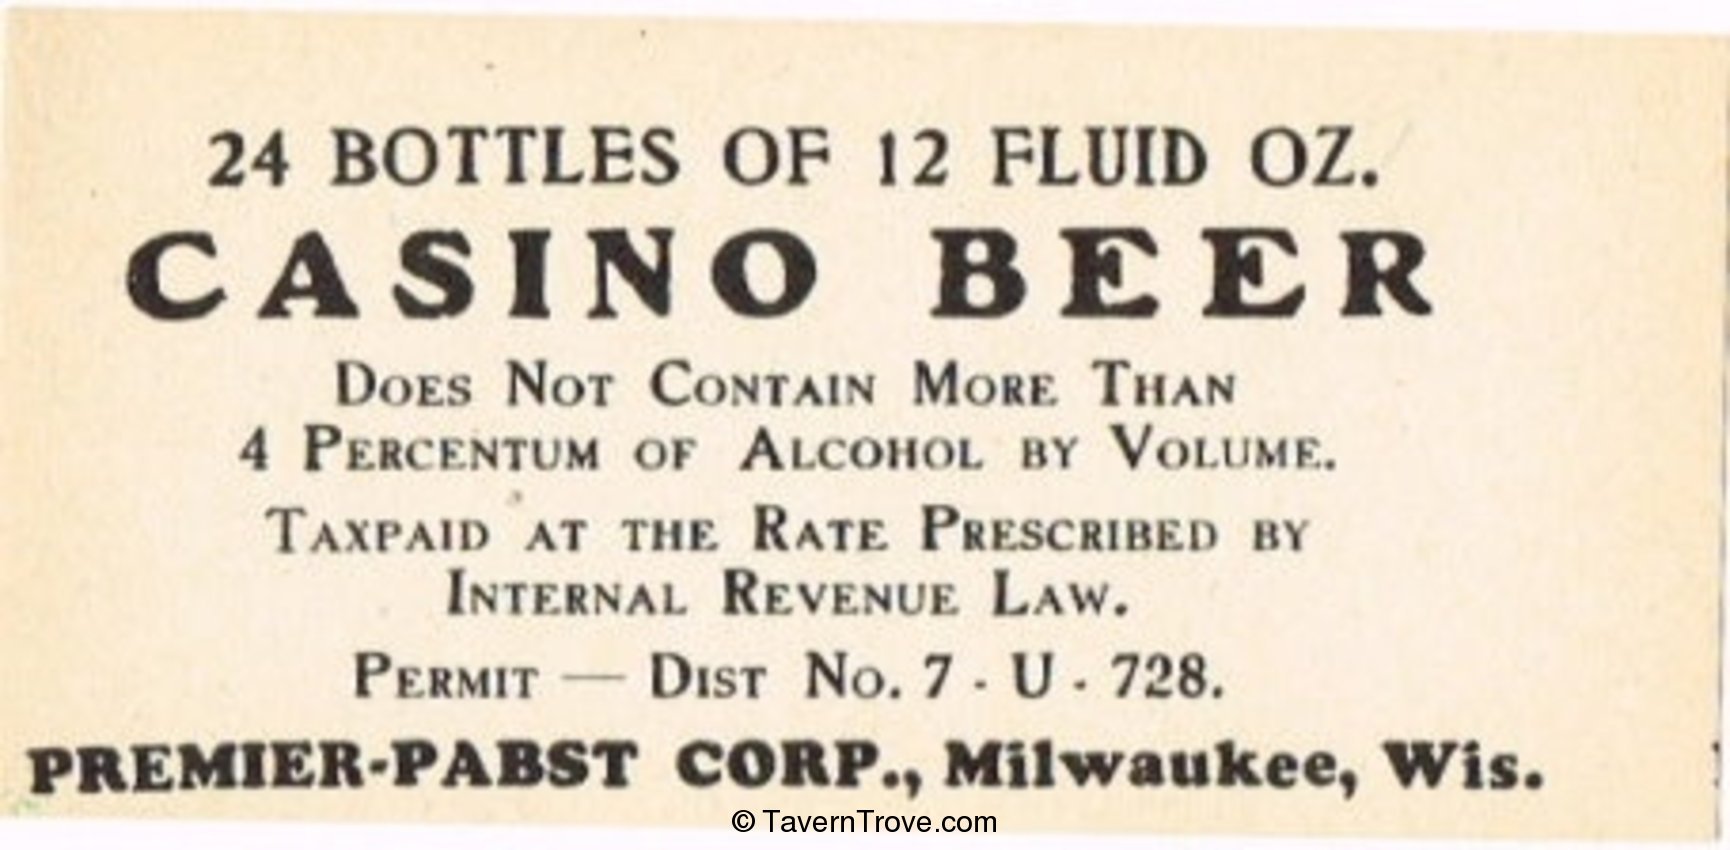 24 BOTTLES OF 12 FLUID OZ.
CASINO BEER
DOES NOT CONTAIN MORE THAN
4 PERCENTUM OF ALCOHOL BY VOLUME.
TAXPAID AT THE RATE PRESCRIBED BY
INTERNAL REVENUE LAW.
PERMIT — DIST NO. 7 - U - 728.
PREMIER-PABST CORP., Milwaukee, Wis.
© TavernTrove.com